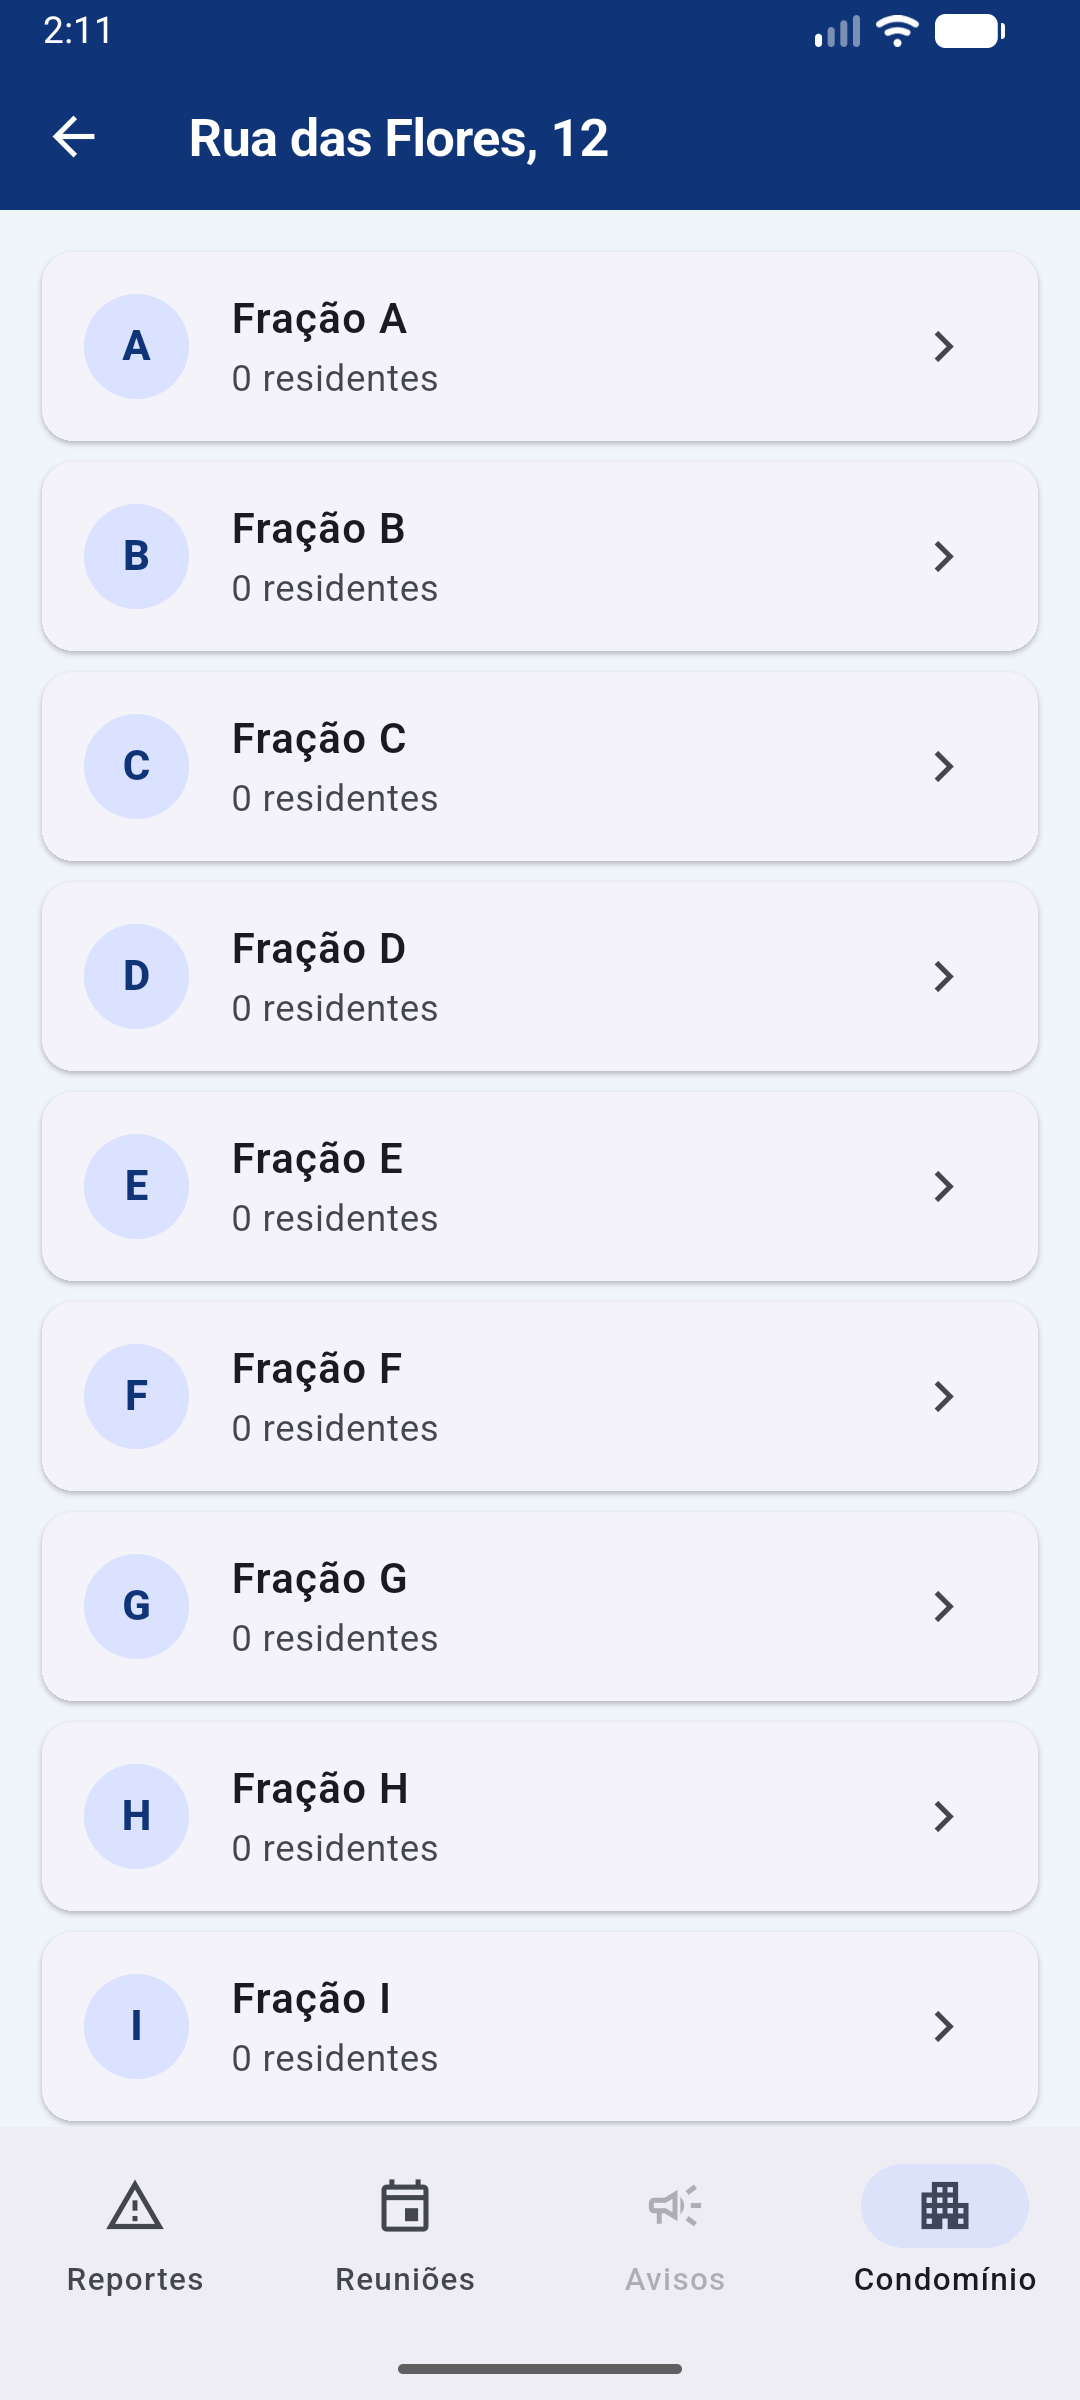 2:11
Rua das Flores, 12
A
Fração A
0 residentes
B
Fração B
0 residentes
C
Fração C
0 residentes
D
Fração D
0 residentes
E
Fração E
0 residentes
F
Fração F
0 residentes
G
Fração G
0 residentes
H
Fração H
0 residentes
I
Fração I
0 residentes
Reportes
Reuniões
Avisos
Condomínio